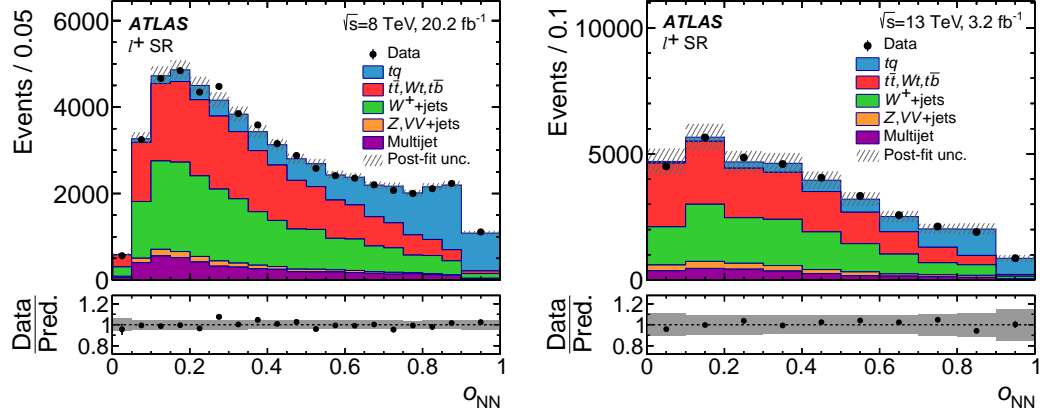 Events / 0.05
6000
4000
2000
0
ATLAS
l⁺ SR
√s=8 TeV, 20.2 fb⁻¹
Data
tq
tt̄,Wt,tb̄
W⁺+jets
Z,VV+jets
Multijet
Post-fit unc.
Data
Pred.
1.2
1
0.8
0 0.2 0.4 0.6 0.8 1
oNN
Events / 0.1
10000
5000
0
ATLAS
l⁺ SR
√s=13 TeV, 3.2 fb⁻¹
Data
tq
tt̄,Wt,tb̄
W⁺+jets
Z,VV+jets
Multijet
Post-fit unc.
Data
Pred.
1.2
1
0.8
0 0.2 0.4 0.6 0.8 1
oNN